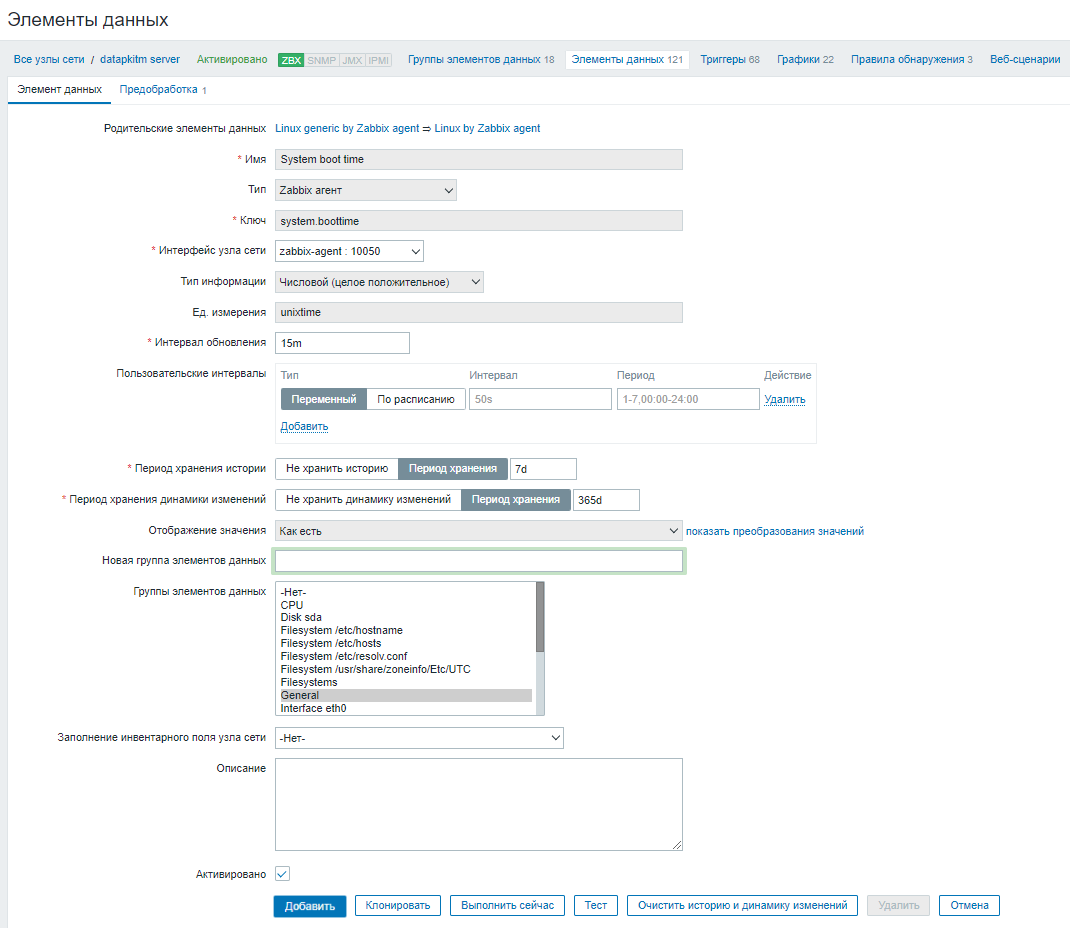 Элементы данных
Все узлы сети / datapkitm server Активировано ZBX SNMP JMX IPMI Группы элементов данных 18 Элементы данных 121 Триггеры 68 Графики 22 Правила обнаружения 3 Веб-сценарии
Элемент данных Предобработка 1
Родительские элементы данных Linux generic by Zabbix agent ⇒ Linux by Zabbix agent
* Имя System boot time
Тип Zabbix агент
* Ключ system.boottime
* Интерфейс узла сети zabbix-agent : 10050
Тип информации Числовой (целое положительное)
Ед. измерения unixtime
* Интервал обновления 15m
Пользовательские интервалы Тип Интервал Период Действие
Переменный По расписанию 50s 1-7,00:00-24:00 Удалить
Добавить
* Период хранения истории Не хранить историю Период хранения 7d
* Период хранения динамики изменений Не хранить динамику изменений Период хранения 365d
Отображение значения Как есть показать преобразования значений
Новая группа элементов данных
Группы элементов данных -Нет-
CPU
Disk sda
Filesystem /etc/hostname
Filesystem /etc/hosts
Filesystem /etc/resolv.conf
Filesystem /usr/share/zoneinfo/Etc/UTC
Filesystems
General
Interface eth0
Заполнение инвентарного поля узла сети -Нет-
Описание
Активировано
Добавить Клонировать Выполнить сейчас Тест Очистить историю и динамику изменений Удалить Отмена